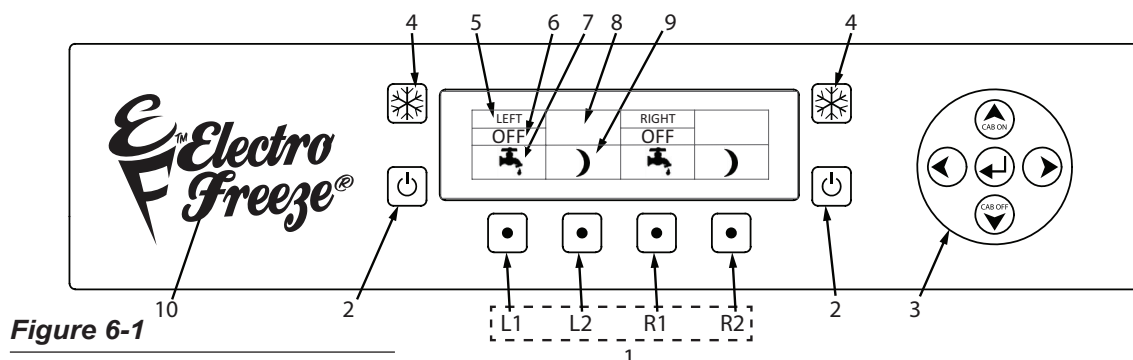 4 5 6 7 8 9 4
LEFT RIGHT
OFF OFF
CAB ON
E F ™ Electro
Freeze®
CAB OFF
10 2 L1 L2 R1 R2 2 3
1
Figure 6-1